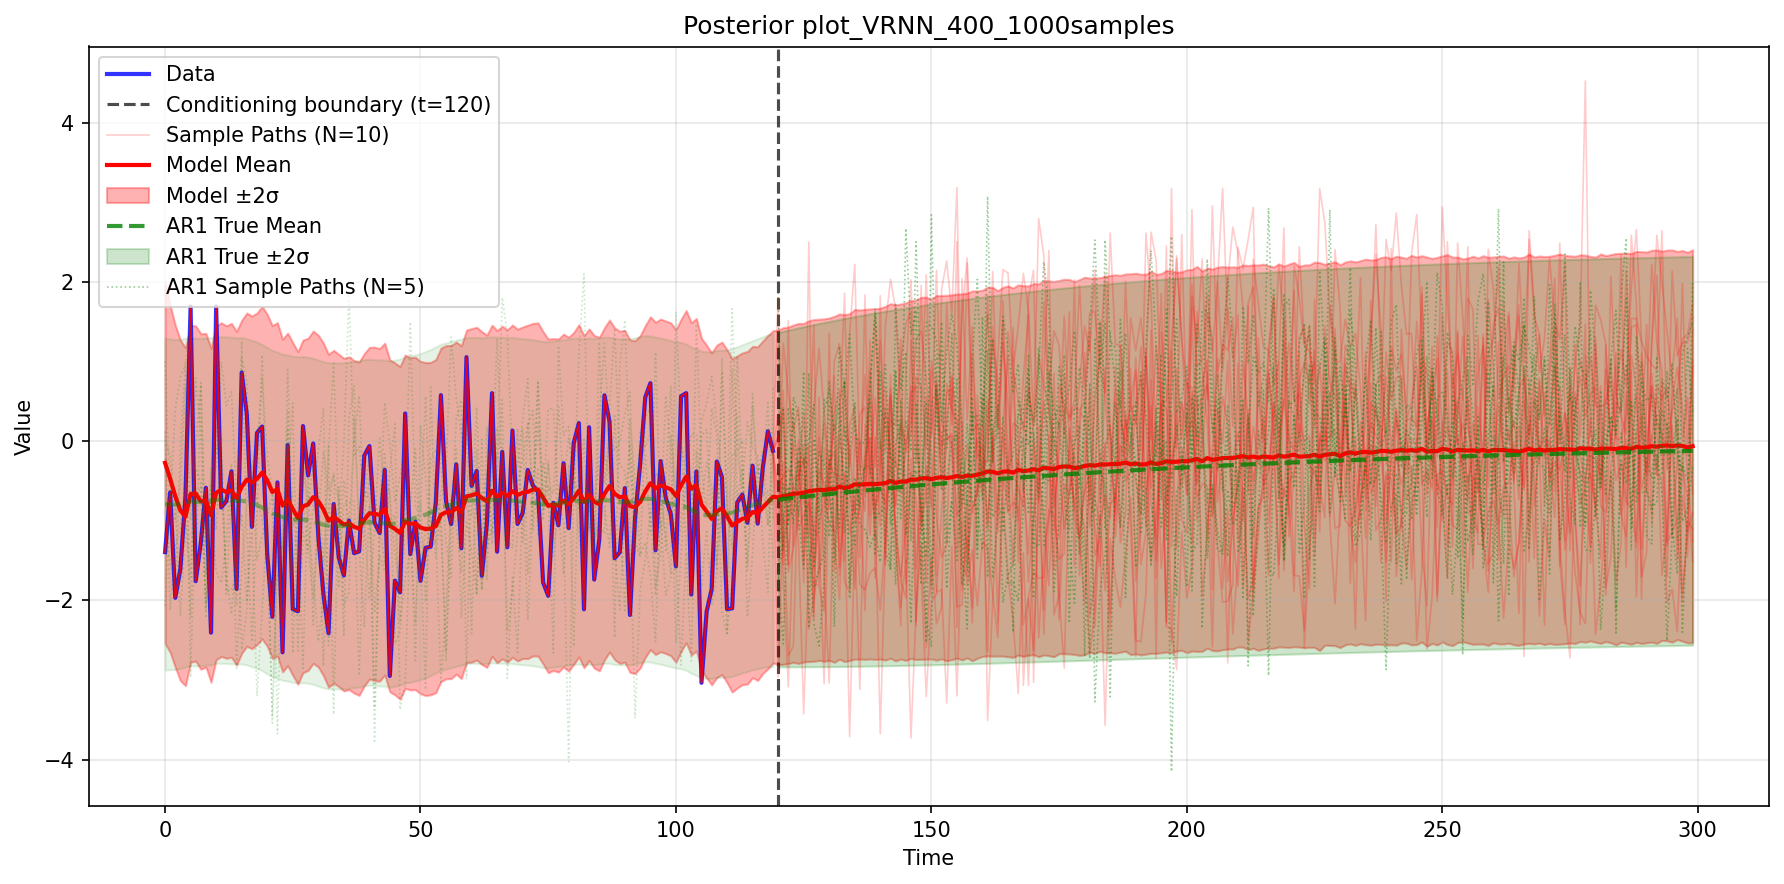 Posterior plot_VRNN_400_1000samples
Data
Conditioning boundary (t=120)
Sample Paths (N=10)
Model Mean
Model ±2σ
AR1 True Mean
AR1 True ±2σ
AR1 Sample Paths (N=5)
Value
4
2
0
−2
−4
0 50 100 150 200 250 300
Time